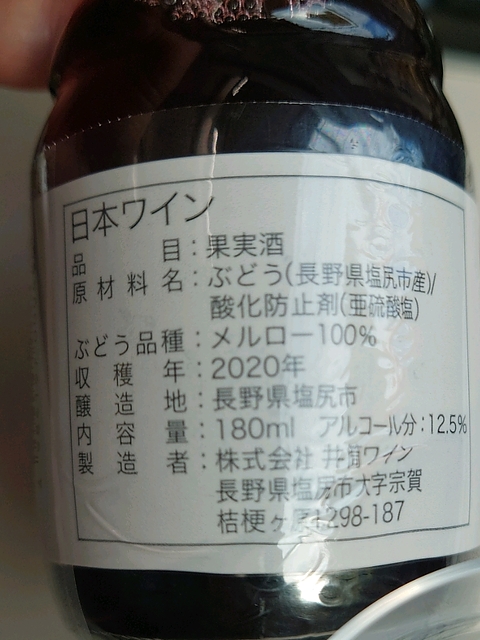 日本ワイン
品目：果実酒
原材料名：ぶどう(長野県塩尻市産)/
酸化防止剤(亜硫酸塩)
ぶどう品種：メルロー100%
収穫年：2020年
醸造地：長野県塩尻市
内容量：180ml アルコール分：12.5%
製造者：株式会社 井筒ワイン
長野県塩尻市大字宗賀
桔梗ヶ原1298-187